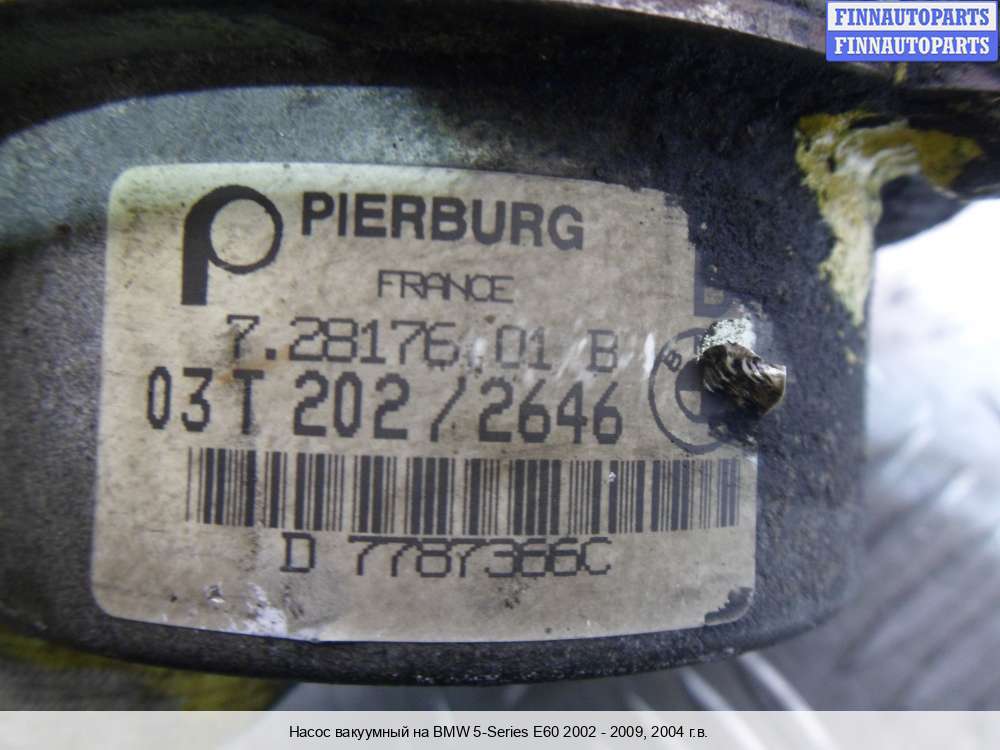 FINNAUTOPARTS
FINNAUTOPARTS
PIERBURG
FRANCE
7.28176.01 B
03T 202/2646
D 7787366C
Насос вакуумный на BMW 5-Series E60 2002 - 2009, 2004 г.в.